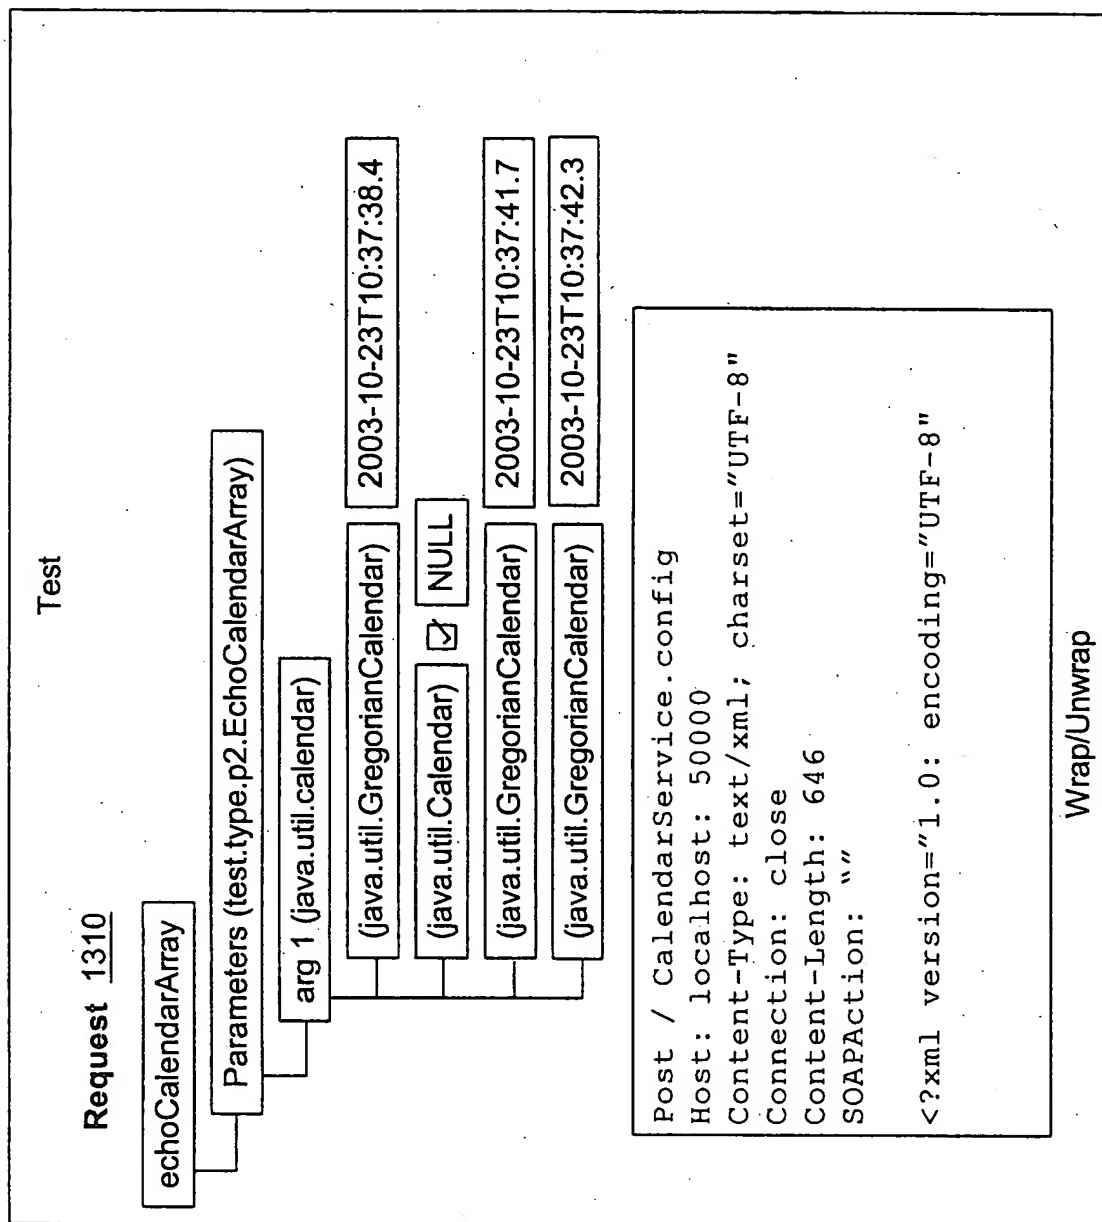 Test
Request 1310
echoCalendarArray
Parameters (test.type.p2.EchoCalendarArray)
arg 1 (java.util.calendar)
(java.util.GregorianCalendar) 2003-10-23T10:37:38.4
(java.util.Calendar) ☑ NULL
(java.util.GregorianCalendar) 2003-10-23T10:37:41.7
(java.util.GregorianCalendar) 2003-10-23T10:37:42.3
Post / CalendarService.config
Host: localhost: 50000
Content-Type: text/xml; charset=″UTF-8"
Connection: close
Content-Length: 646
SOAPAction: "″
<?xml version=″1.0: encoding=″UTF-8"
Wrap/Unwrap